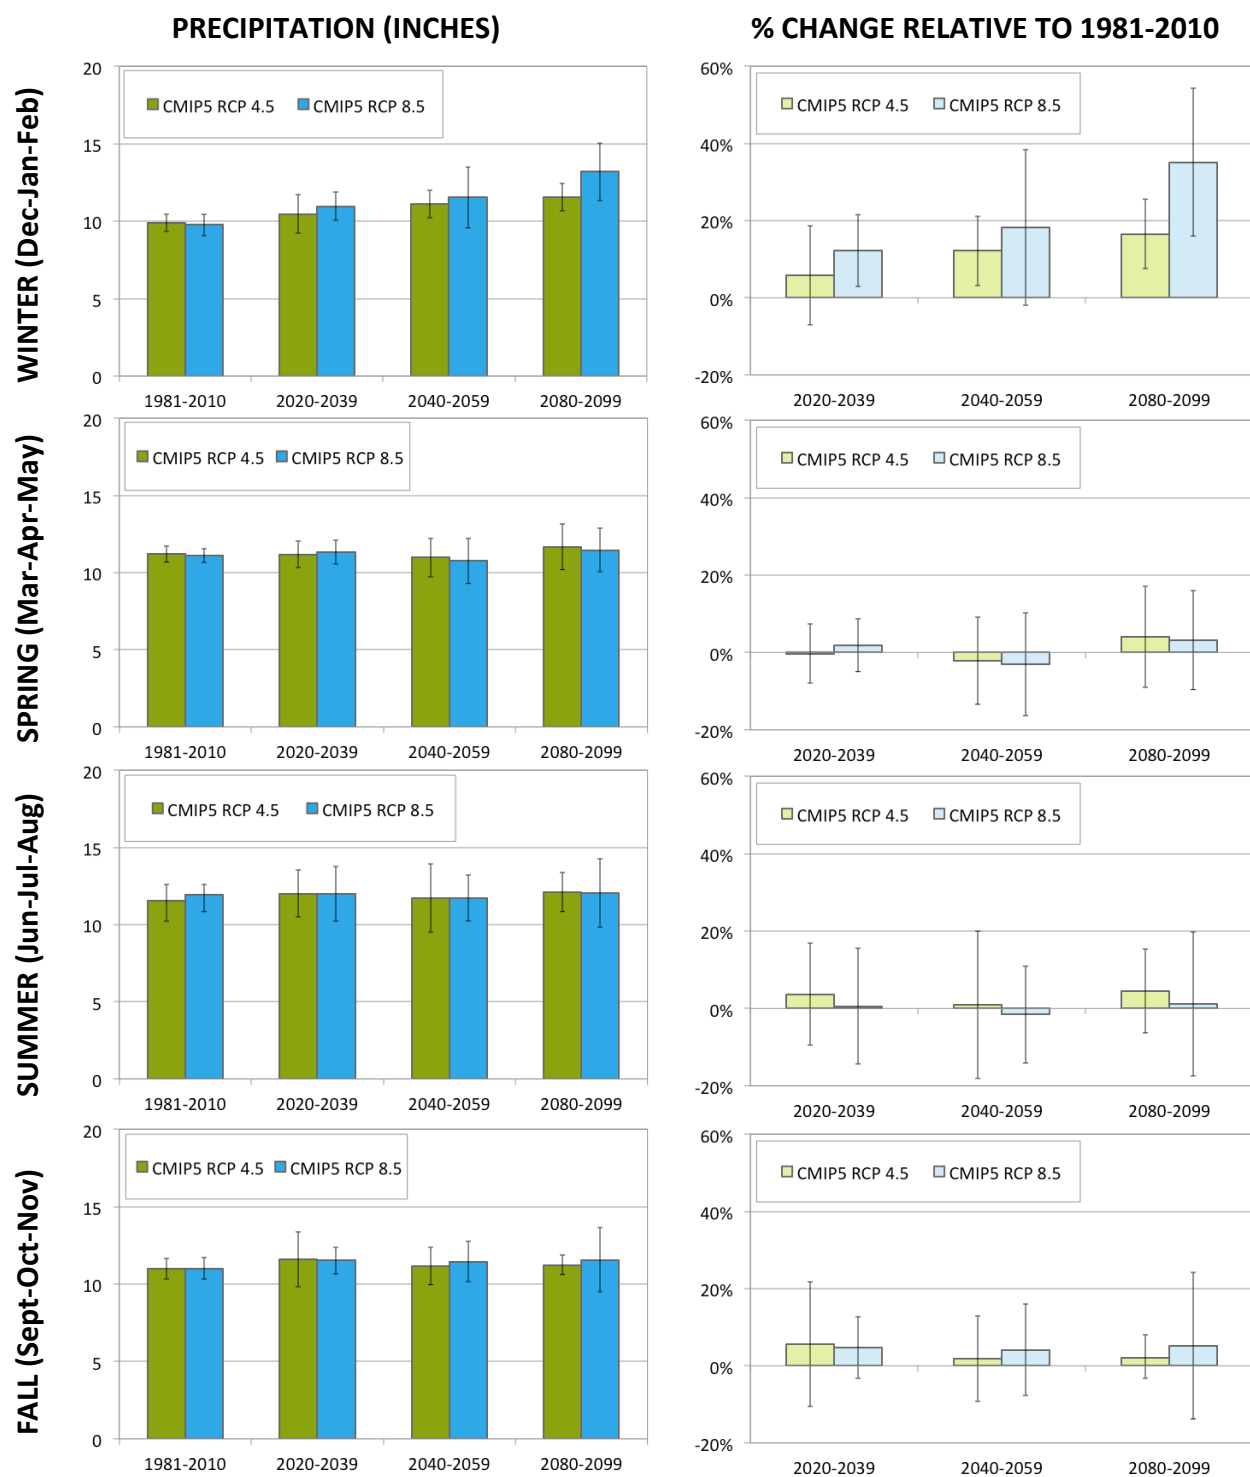 PRECIPITATION (INCHES)
% CHANGE RELATIVE TO 1981-2010
WINTER (Dec-Jan-Feb)
20
15
10
5
0
CMIP5 RCP 4.5 CMIP5 RCP 8.5
1981-2010 2020-2039 2040-2059 2080-2099
60%
40%
20%
0%
-20%
CMIP5 RCP 4.5 CMIP5 RCP 8.5
2020-2039 2040-2059 2080-2099
SPRING (Mar-Apr-May)
20
15
10
5
0
CMIP5 RCP 4.5 CMIP5 RCP 8.5
1981-2010 2020-2039 2040-2059 2080-2099
60%
40%
20%
0%
-20%
CMIP5 RCP 4.5 CMIP5 RCP 8.5
2020-2039 2040-2059 2080-2099
SUMMER (Jun-Jul-Aug)
20
15
10
5
0
CMIP5 RCP 4.5 CMIP5 RCP 8.5
1981-2010 2020-2039 2040-2059 2080-2099
60%
40%
20%
0%
-20%
CMIP5 RCP 4.5 CMIP5 RCP 8.5
2020-2039 2040-2059 2080-2099
FALL (Sept-Oct-Nov)
20
15
10
5
0
CMIP5 RCP 4.5 CMIP5 RCP 8.5
1981-2010 2020-2039 2040-2059 2080-2099
60%
40%
20%
0%
-20%
CMIP5 RCP 4.5 CMIP5 RCP 8.5
2020-2039 2040-2059 2080-2099